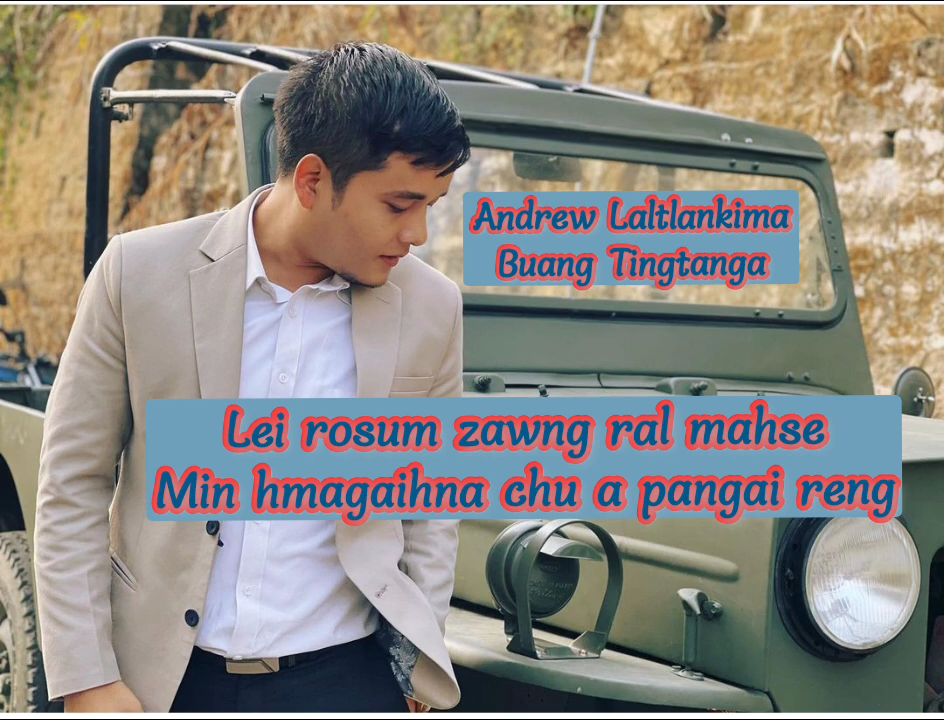 Andrew Laltlankima
Buang Tingtanga
Lei rosum zawng ral mahse
Min hmagaihna chu a pangai reng